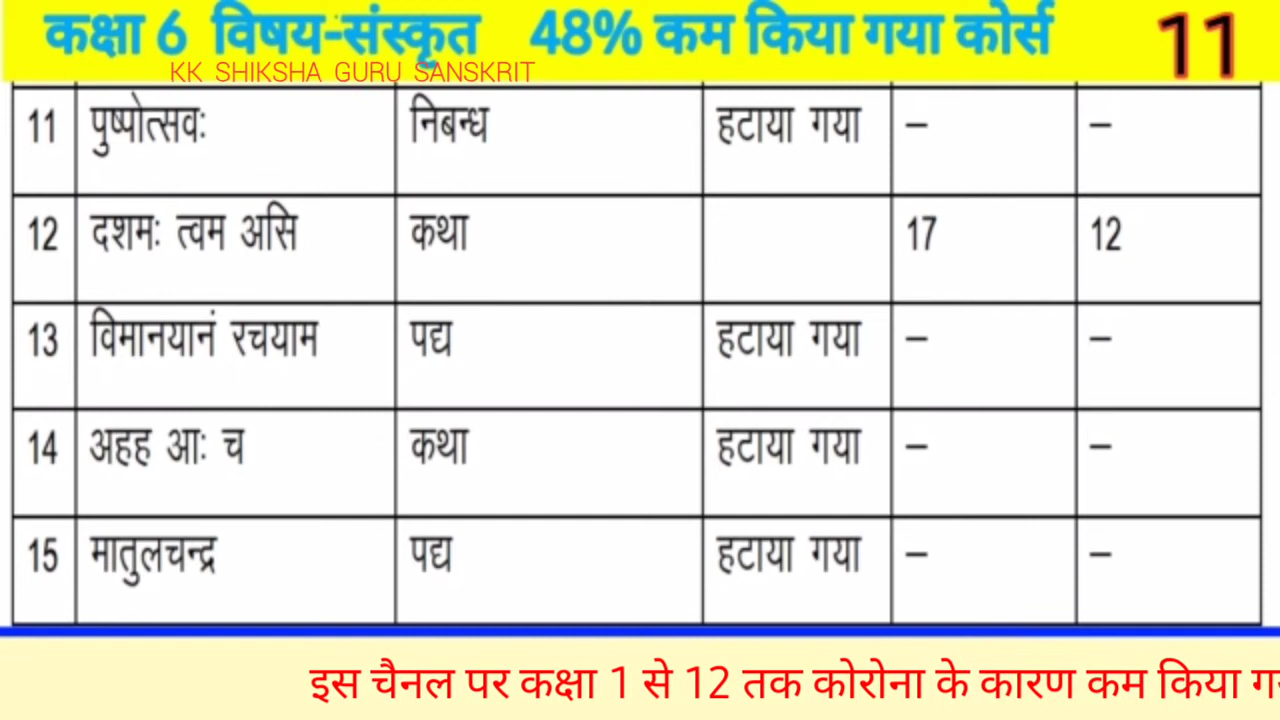 कक्षा 6 विषय-संस्कृत 48% कम किया गया कोर्स 11
KK SHIKSHA GURU SANSKRIT
11 पुष्पोत्सवः निबन्ध हटाया गया – –
12 दशमः त्वम असि कथा 17 12
13 विमानयानं रचयाम पद्य हटाया गया – –
14 अहह आः च कथा हटाया गया – –
15 मातुलचन्द्र पद्य हटाया गया – –
इस चैनल पर कक्षा 1 से 12 तक कोरोना के कारण कम किया